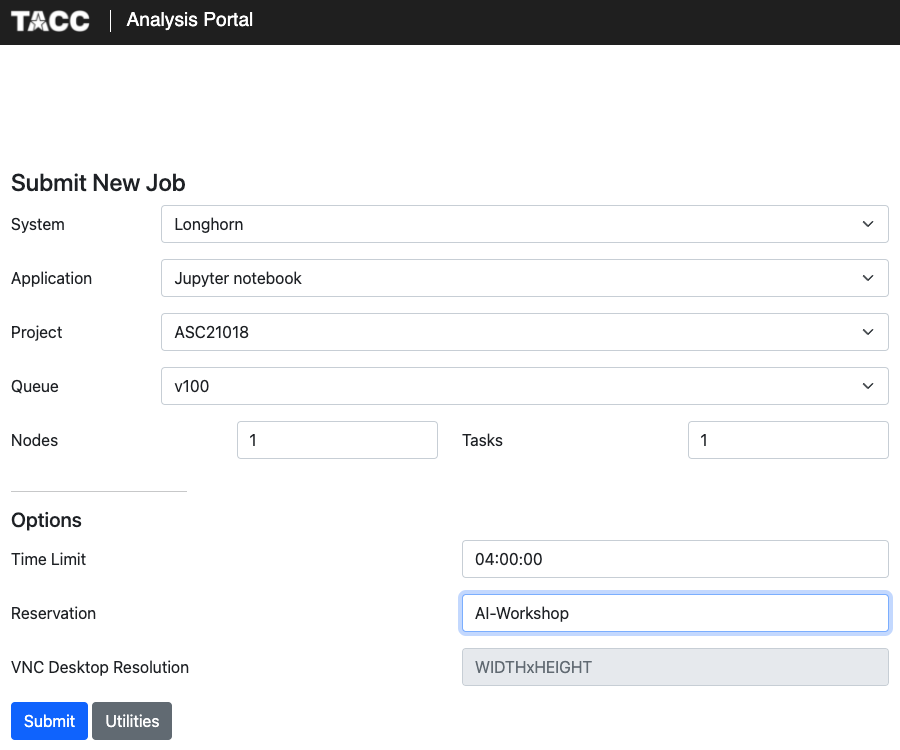 TACC | Analysis Portal
Submit New Job
System Longhorn
Application Jupyter notebook
Project ASC21018
Queue v100
Nodes 1 Tasks 1
Options
Time Limit 04:00:00
Reservation AI-Workshop
VNC Desktop Resolution WIDTHxHEIGHT
Submit Utilities